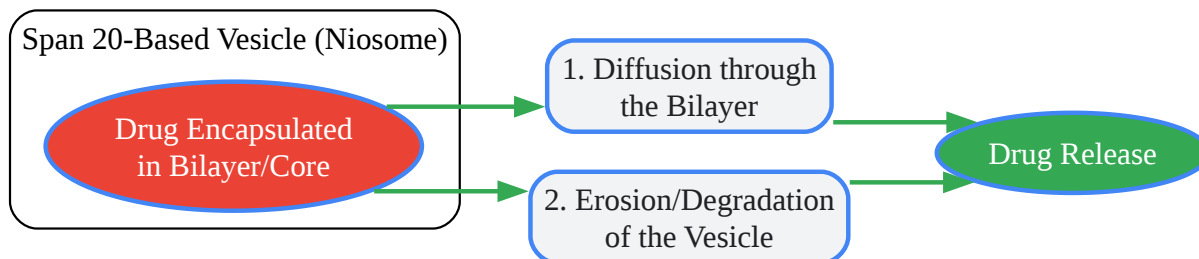 Span 20-Based Vesicle (Niosome)
Drug Encapsulated
in Bilayer/Core
1. Diffusion through
the Bilayer
2. Erosion/Degradation
of the Vesicle
Drug Release